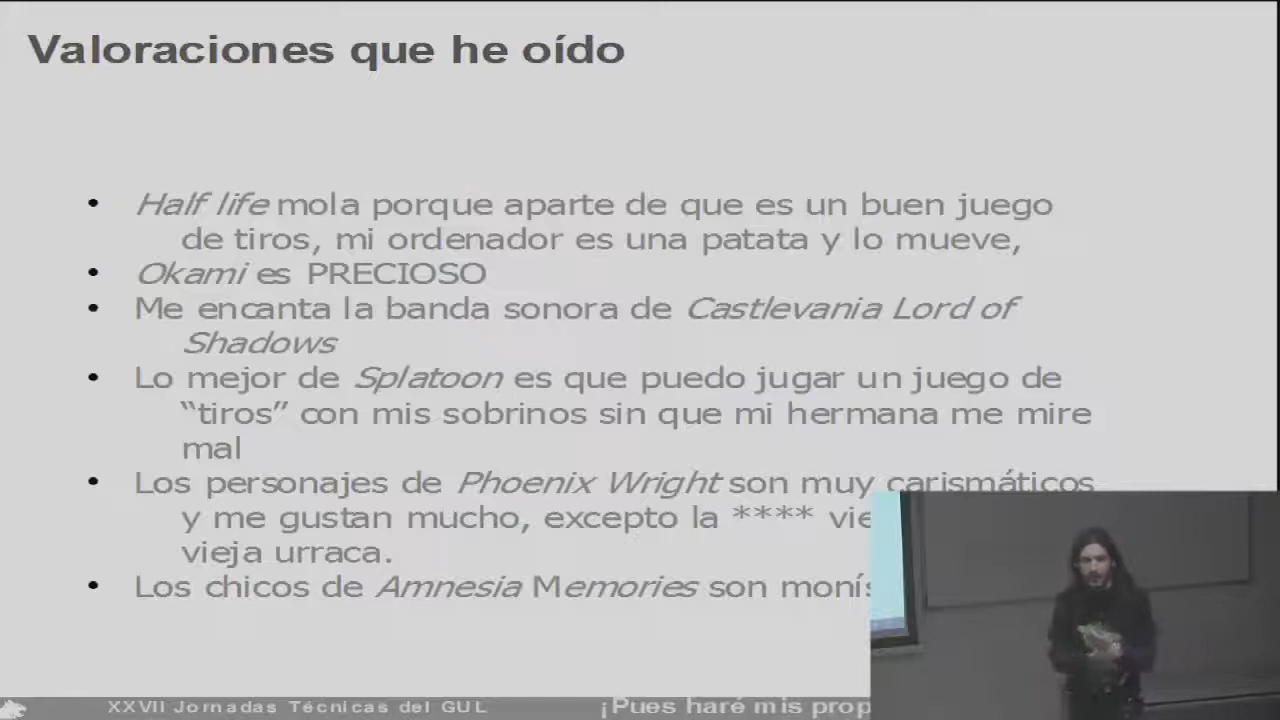 Valoraciones que he oído
• Half life mola porque aparte de que es un buen juego
de tiros, mi ordenador es una patata y lo mueve,
• Okami es PRECIOSO
• Me encanta la banda sonora de Castlevania Lord of
Shadows
• Lo mejor de Splatoon es que puedo jugar un juego de
“tiros” con mis sobrinos sin que mi hermana me mire
mal
• Los personajes de Phoenix Wright son muy carismáticos
y me gustan mucho, excepto la ****
vieja urraca.
• Los chicos de Amnesia Memories son
XXVII Jornadas Técnicas del GUL
¡Pues haré mis